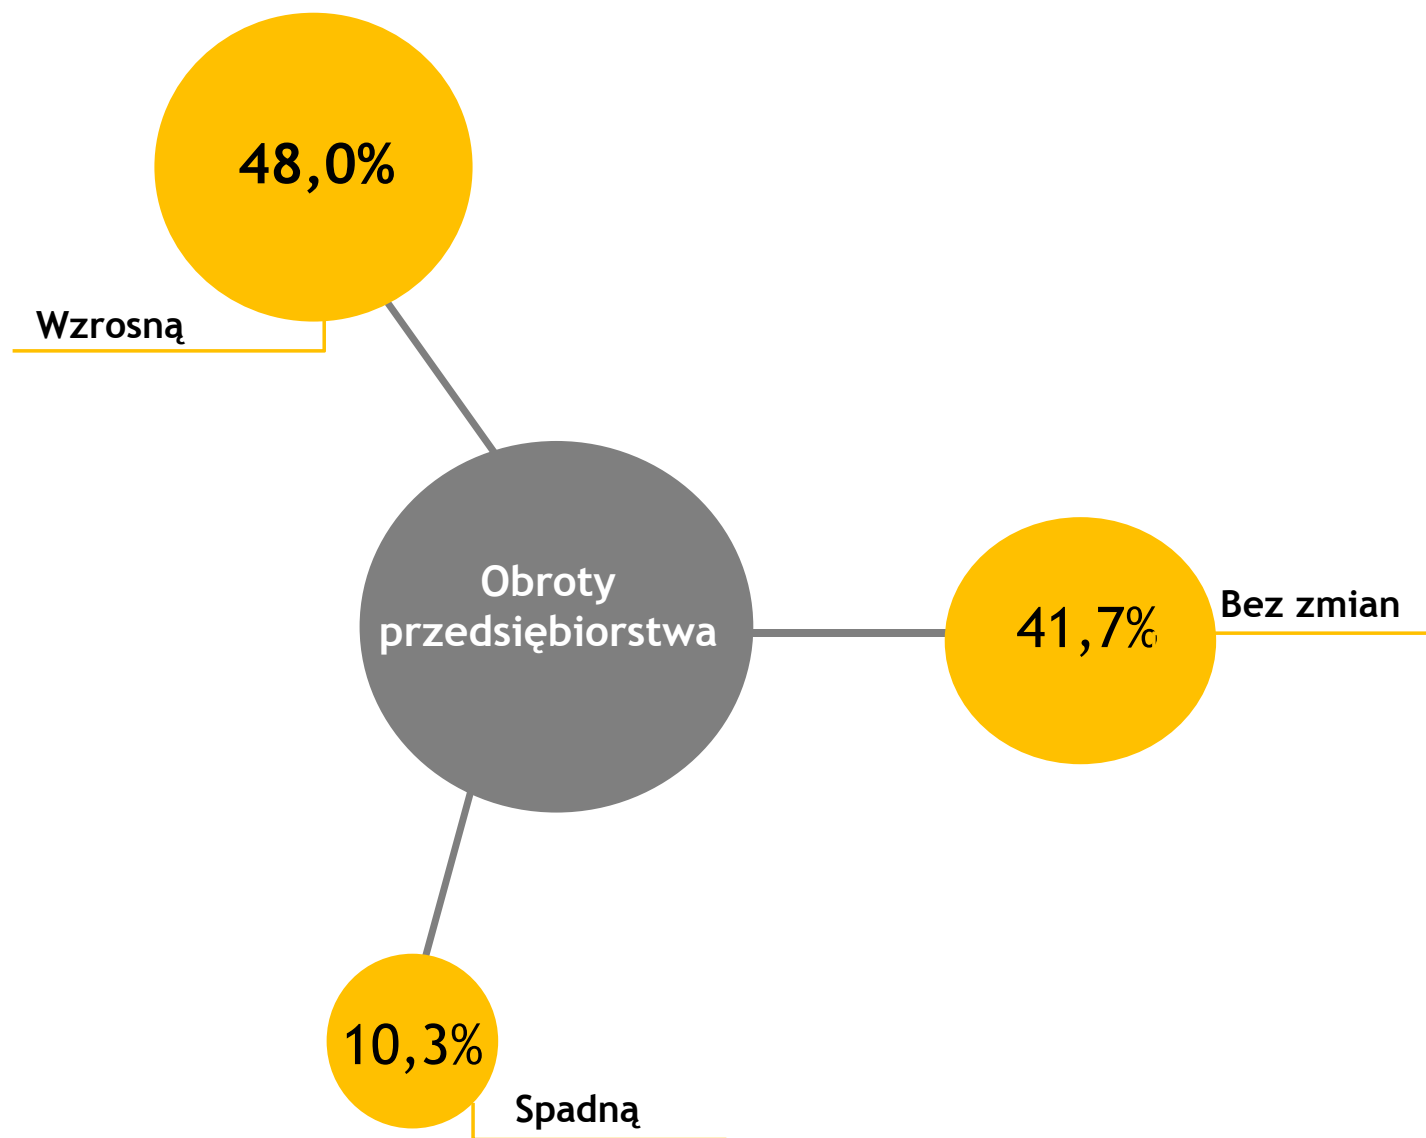 48,0%
Wzrosną
Obroty
przedsiębiorstwa
41,7%
Bez zmian
10,3%
Spadną